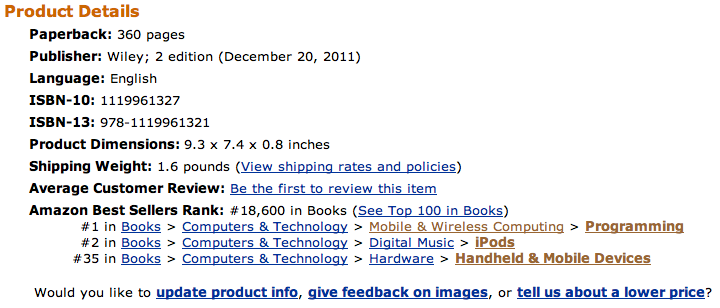 Product Details
Paperback: 360 pages
Publisher: Wiley; 2 edition (December 20, 2011)
Language: English
ISBN-10: 1119961327
ISBN-13: 978-1119961321
Product Dimensions: 9.3 x 7.4 x 0.8 inches
Shipping Weight: 1.6 pounds (View shipping rates and policies)
Average Customer Review: Be the first to review this item
Amazon Best Sellers Rank: #18,600 in Books (See Top 100 in Books)
#1 in Books > Computers & Technology > Mobile & Wireless Computing > Programming
#2 in Books > Computers & Technology > Digital Music > iPods
#35 in Books > Computers & Technology > Hardware > Handheld & Mobile Devices
Would you like to update product info, give feedback on images, or tell us about a lower price?